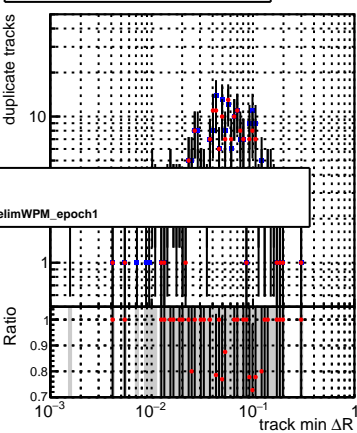 duplicate tracks
10
elimWPM_epoch1
1
Ratio
1
0.9
0.8
0.7
10⁻³ 10⁻² 10⁻¹ 1
track min ΔR